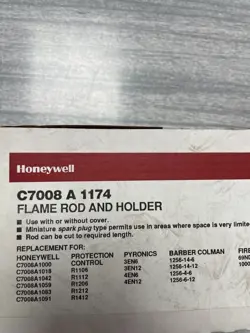 Honeywell
C7008 A 1174
FLAME ROD AND HOLDER
■ Use with or without cover.
■ Miniature spark plug type permits use in areas where space is very limite
■ Rod can be cut to required length.
REPLACEMENT FOR:
HONEYWELL PROTECTION CONTROL PYRONICS BARBER COLMAN FIRE
C7008A1000 R1106 3EN6 1256-14-6
C7008A1018 R1106 3EN12 1256-14-12
C7008A1042 R1112 4EN6 1256-6-6
C7008A1059 R1206 4EN12 1256-6-12
C7008A1083 R1212
C7008A1091 R1412